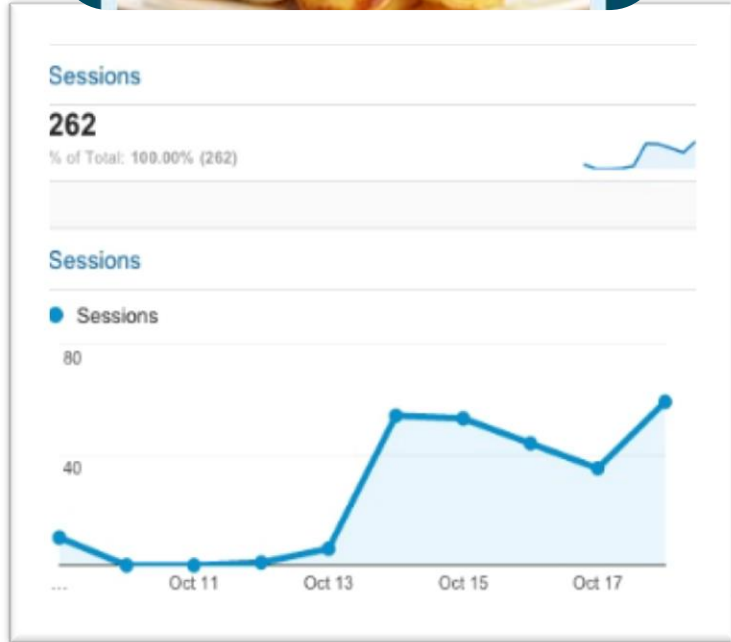 Sessions
262
% of Total: 100.00% (262)
Sessions
Sessions
80
40
... Oct 11 Oct 13 Oct 15 Oct 17